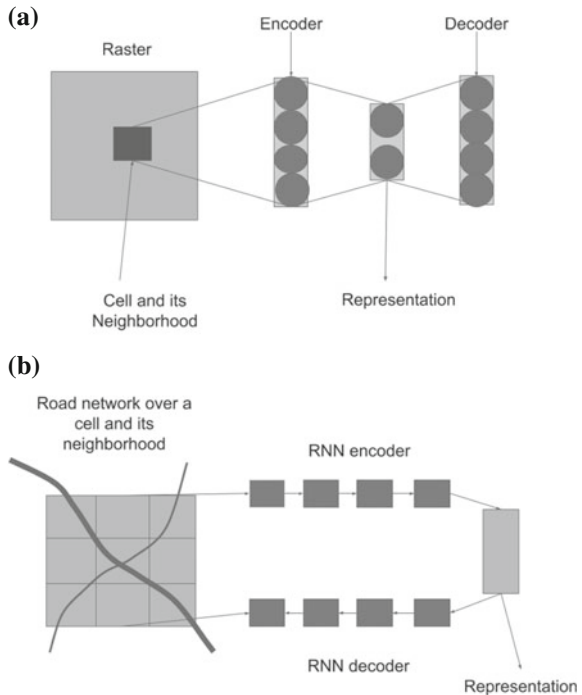 (a)
Encoder
Decoder
Raster
Cell and its
Neighborhood
Representation
(b)
Road network over a
cell and its
neighborhood
RNN encoder
RNN decoder
Representation